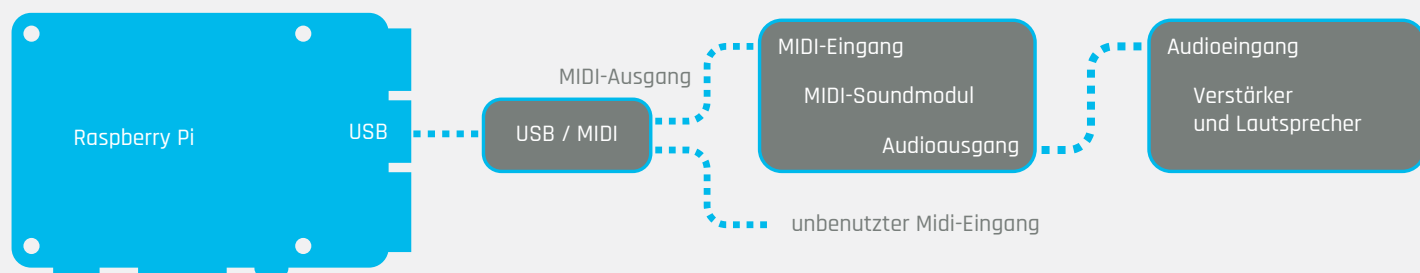 Raspberry Pi
USB
USB / MIDI
MIDI-Ausgang
MIDI-Eingang
MIDI-Soundmodul
Audioausgang
unbenutzter Midi-Eingang
Audioeingang
Verstärker
und Lautsprecher